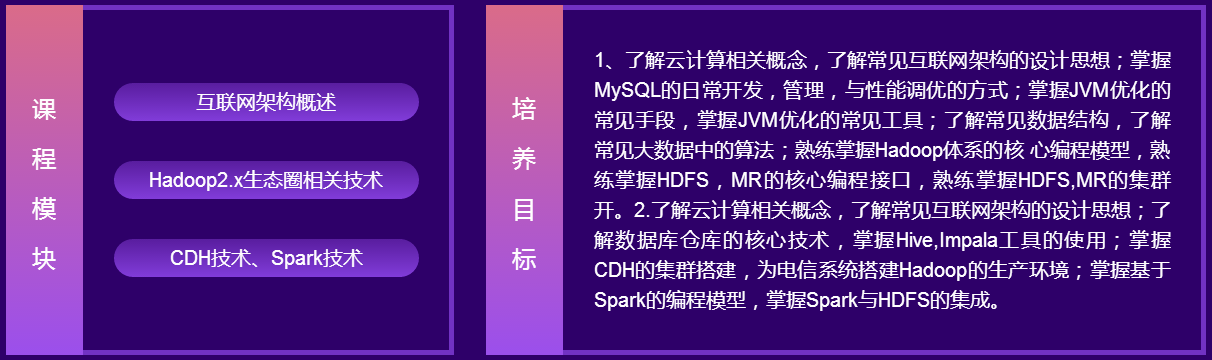 课程模块
互联网架构概述
Hadoop2.x生态圈相关技术
CDH技术、Spark技术
培养目标
1、了解云计算相关概念，了解常见互联网架构的设计思想；掌握
MySQL的日常开发，管理，与性能调优的方式；掌握JVM优化的
常见手段，掌握JVM优化的常见工具；了解常见数据结构，了解
常见大数据中的算法；熟练掌握Hadoop体系的核 心编程模型，熟
练掌握HDFS，MR的核心编程接口，熟练掌握HDFS,MR的集群
开。2.了解云计算相关概念，了解常见互联网架构的设计思想；了
解数据库仓库的核心技术，掌握Hive,Impala工具的使用；掌握
CDH的集群搭建，为电信系统搭建Hadoop的生产环境；掌握基于
Spark的编程模型，掌握Spark与HDFS的集成。